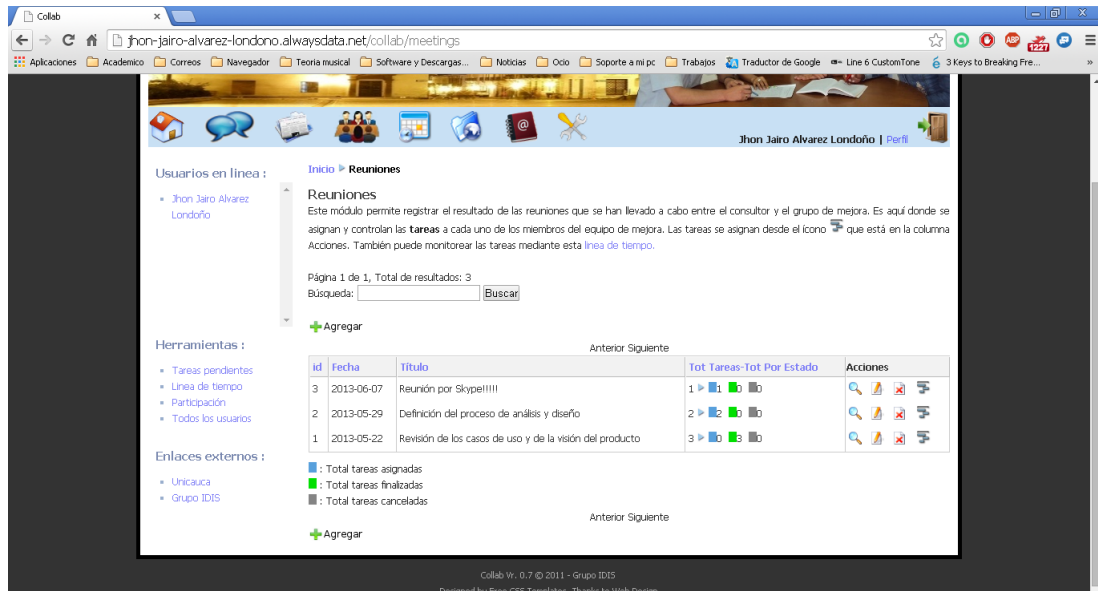 Collab
jhon-jairo-alvarez-londono.alwaysdata.net/collab/meetings
ABP
1227
Aplicaciones Academico Correos Navegador Teoria musical Software y Descargas... Noticias Ocio Soporte a mi pc Trabajos Traductor de Google Line 6 CustomTone 3 Keys to Breaking Fre... »
Jhon Jairo Alvarez Londoño | Perfil
Usuarios en linea :
Jhon Jairo Alvarez
Londoño
Herramientas :
Tareas pendientes
Linea de tiempo
Participación
Todos los usuarios
Enlaces externos :
Unicauca
Grupo IDIS
Inicio Reuniones
Reuniones
Este módulo permite registrar el resultado de las reuniones que se han llevado a cabo entre el consultor y el grupo de mejora. Es aquí donde se
asignan y controlan las tareas a cada uno de los miembros del equipo de mejora. Las tareas se asignan desde el ícono que está en la columna
Acciones. También puede monitorear las tareas mediante esta linea de tiempo.
Página 1 de 1, Total de resultados: 3
Búsqueda: Buscar
Agregar
Anterior Siguiente
id Fecha Título Tot Tareas-Tot Por Estado Acciones
3 2013-06-07 Reunión por Skype!!!!! 1 1 0 0
2 2013-05-29 Definición del proceso de análisis y diseño 2 2 0 0
1 2013-05-22 Revisión de los casos de uso y de la visión del producto 3 0 3 0
: Total tareas asignadas
: Total tareas finalizadas
: Total tareas canceladas
Anterior Siguiente
Agregar
Collab Vr. 0.7 © 2011 - Grupo IDIS
Designed by Free CSS Templates, Thanks to Web Design